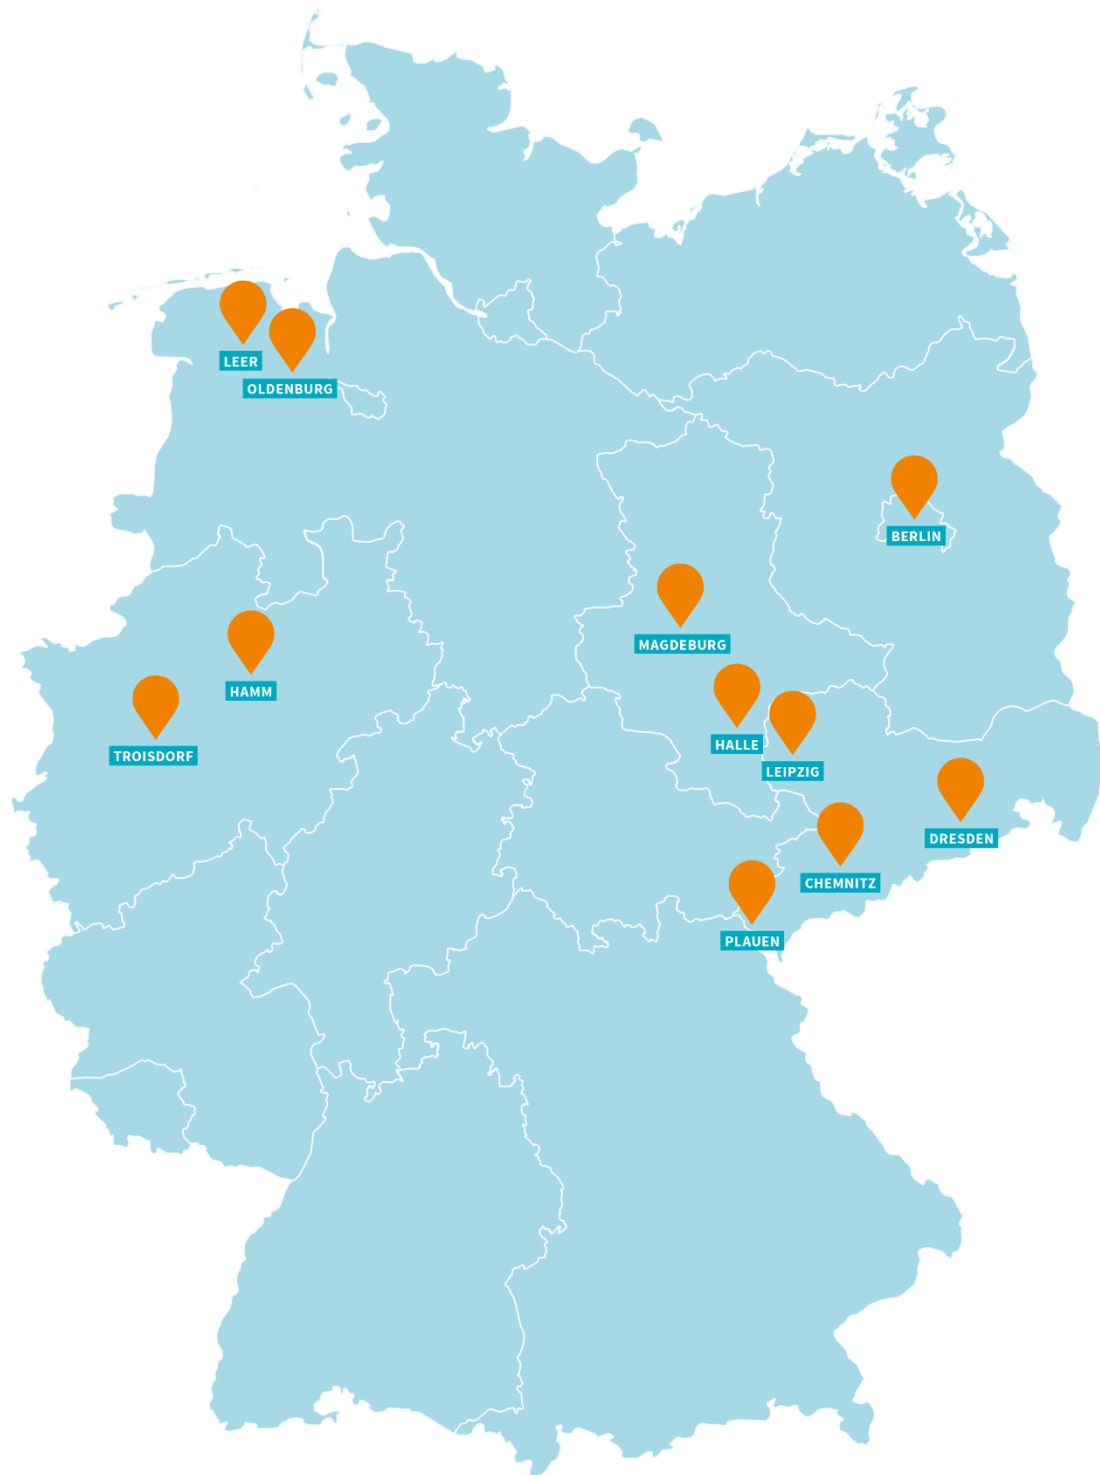 LEER
OLDENBURG
BERLIN
MAGDEBURG
HAMM
HALLE
TROISDORF
LEIPZIG
DRESDEN
CHEMNITZ
PLAUEN